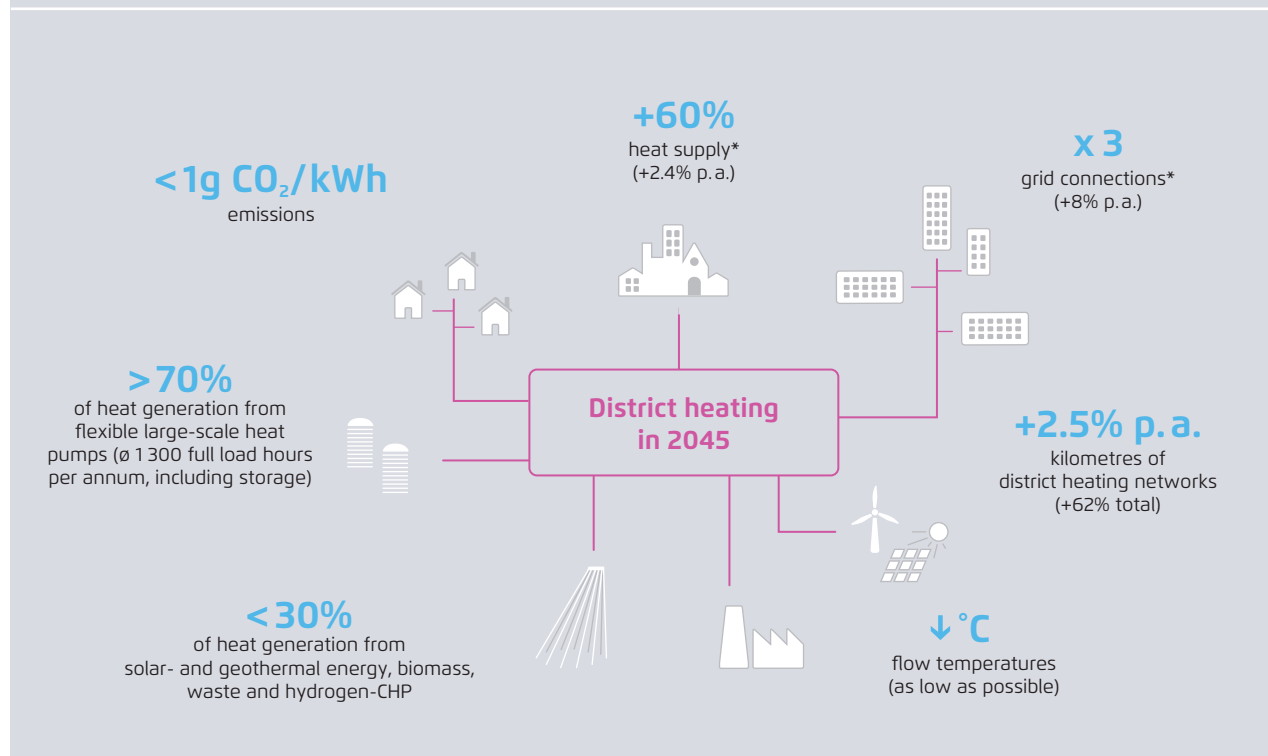 +60%
heat supply*
(+2.4% p. a.)
x 3
grid connections*
(+8% p. a.)
<1g CO₂/kWh
emissions
>70%
of heat generation from
flexible large-scale heat
pumps (ø 1 300 full load hours
per annum, including storage)
District heating
in 2045
+2.5% p. a.
kilometres of
district heating networks
(+62% total)
<30%
of heat generation from
solar- and geothermal energy, biomass,
waste and hydrogen-CHP
↓ °C
flow temperatures
(as low as possible)